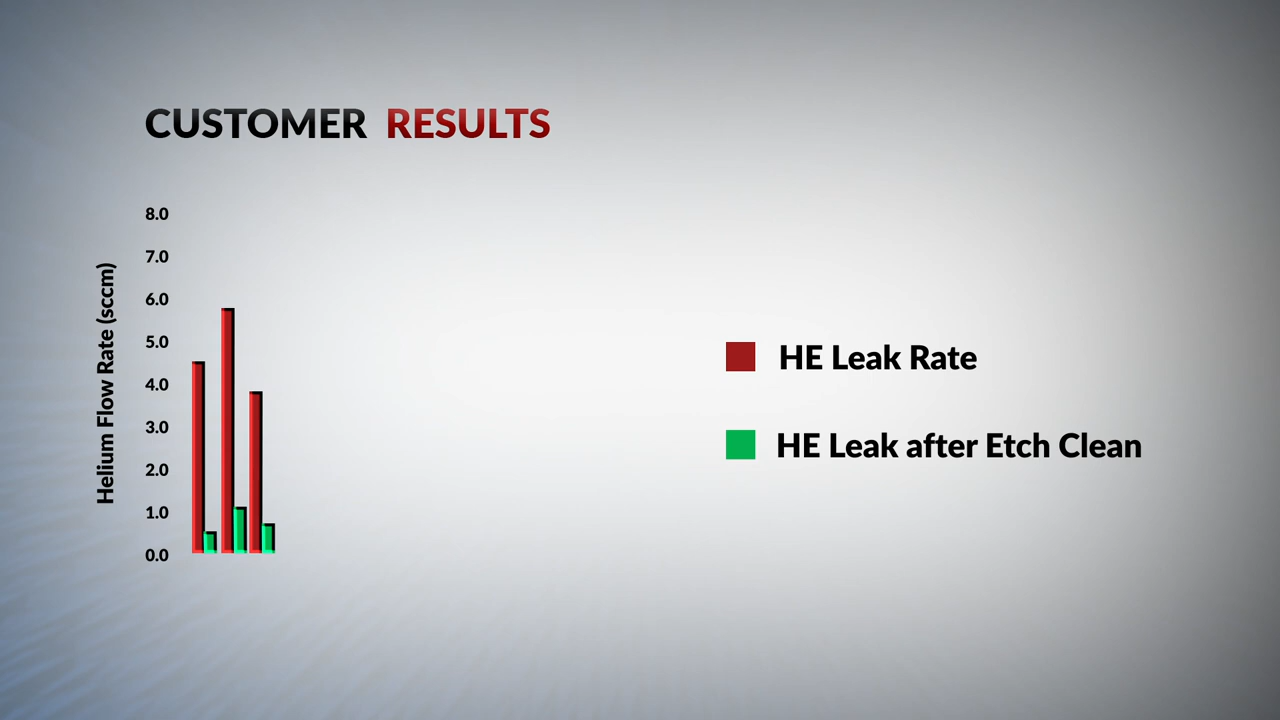 CUSTOMER RESULTS
8.0
7.0
6.0
5.0
4.0
3.0
2.0
1.0
0.0
Helium Flow Rate (sccm)
HE Leak Rate
HE Leak after Etch Clean